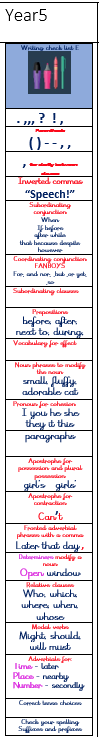 Year5
Writing check list E
. ,,, ? ! ,
Parenthesis
( ) - - , ,
, for clarity between
clauses
Inverted commas
“Speech!”
Subordinating
conjunction
When
If before
after while
that because despite
however
Coordinating conjunction
FANBOYS
For, and nor, but ,or yet,
,so
Subordinating clauses
Prepositions
before, after,
next to, during,
Vocabulary for effect
Noun phrases to modify
the noun
small, fluffy,
adorable cat
Pronouns for cohesion
I you he she
they it this
paragraphs
Apostrophe for
possession and plural
possession
girl's girls'
Apostrophe for
contraction
Can't
Fronted adverbial
phrases with a comma
Later that day,
Determiners modify a
noun
Open window
Relative clauses
Who, which,
where, when,
whose
Modal verbs
Might, should,
will must
Adverbials for:
Time - later
Place - nearby
Number - secondly
Correct tense choices
Check your spelling
Suffixes and prefixes